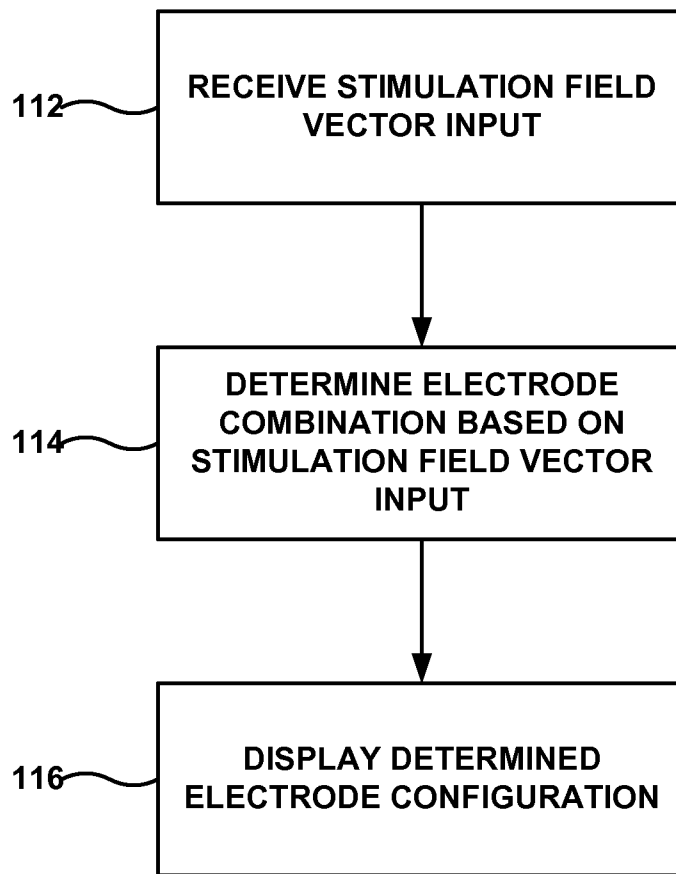 112
RECEIVE STIMULATION FIELD
VECTOR INPUT
114
DETERMINE ELECTRODE
COMBINATION BASED ON
STIMULATION FIELD VECTOR
INPUT
116
DISPLAY DETERMINED
ELECTRODE CONFIGURATION